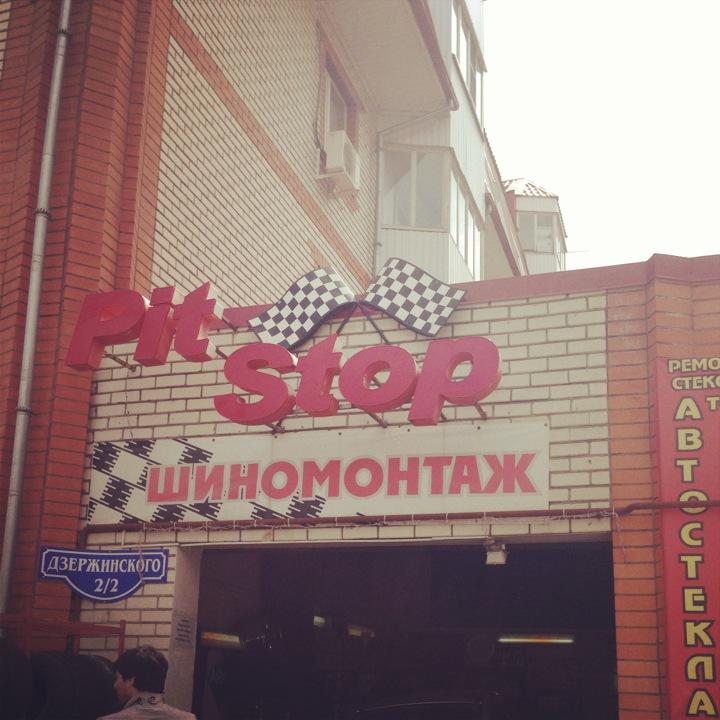 Pit
Stop
ШИНОМОНТАЖ
ДЗЕРЖИНСКОГО
2/2
АВТОСТЕКЛА